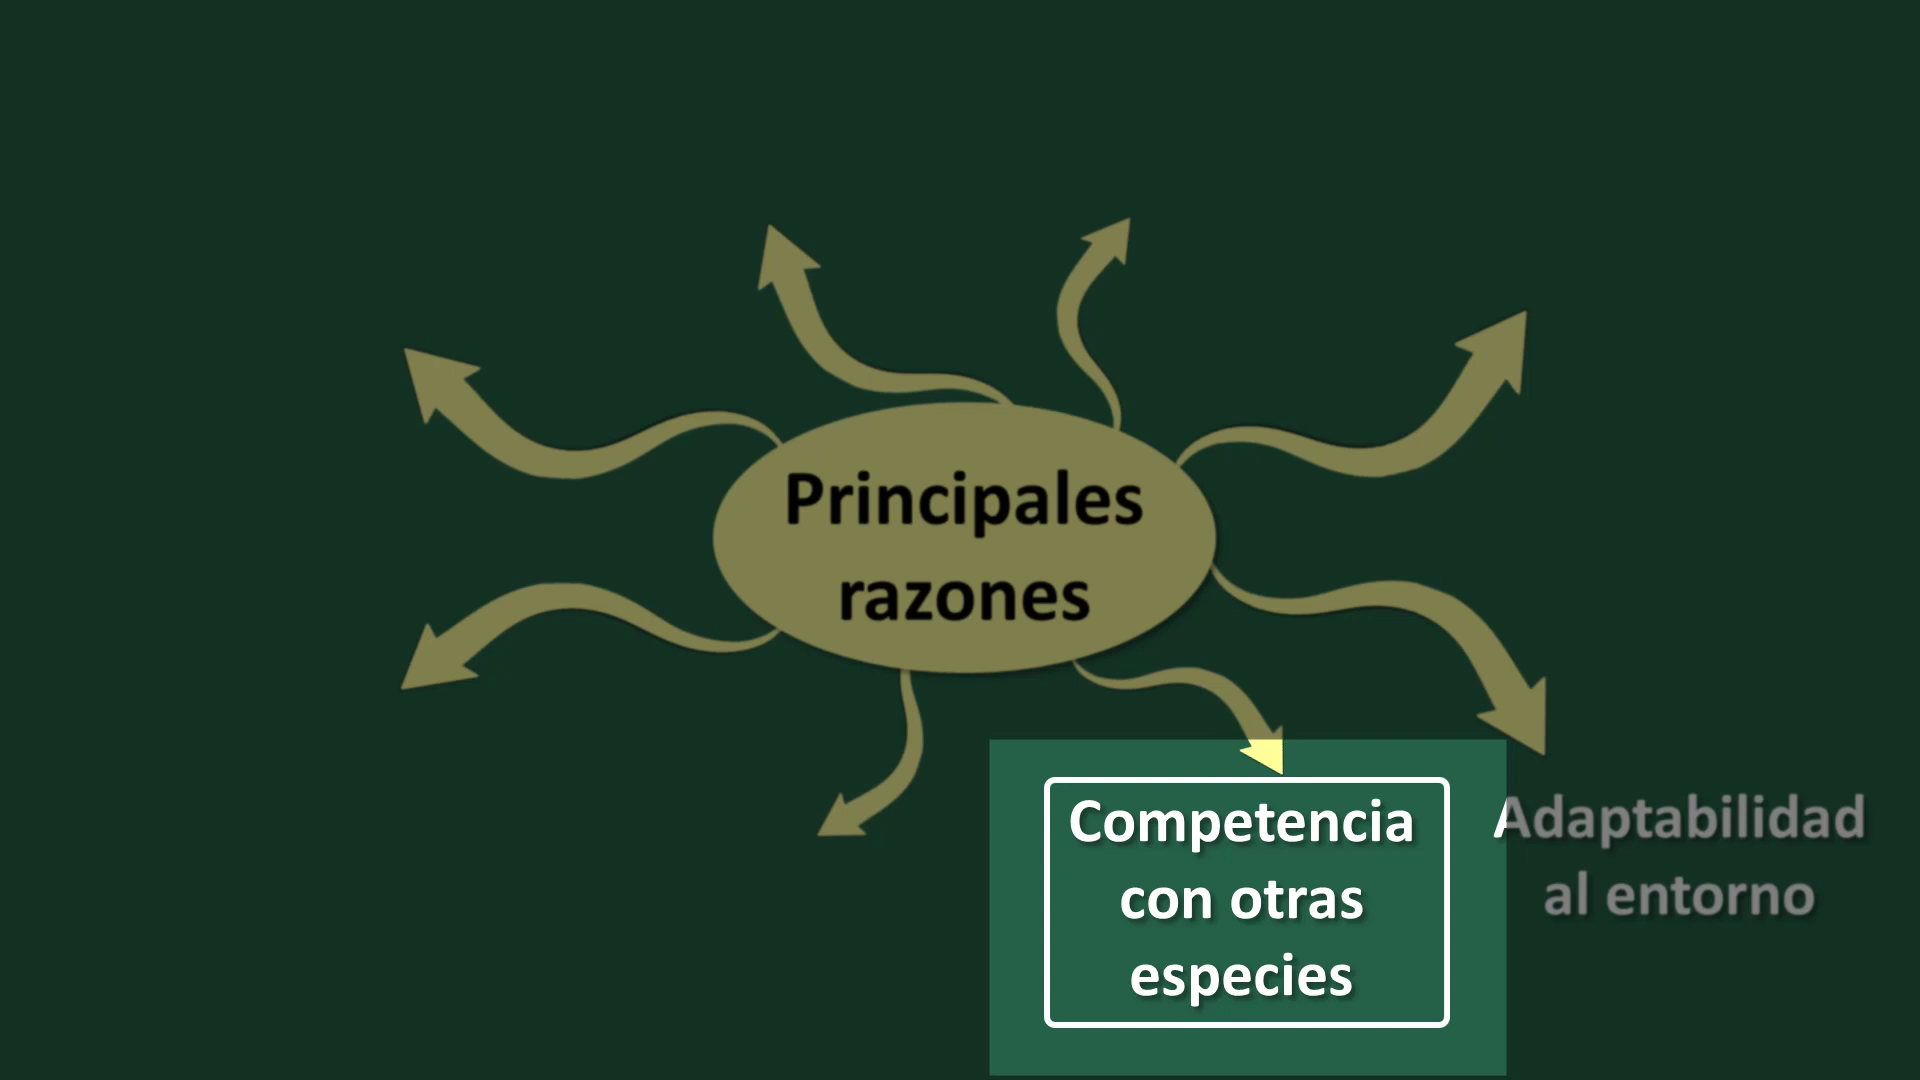 Principales
razones
Competencia
con otras
especies
Adaptabilidad
al entorno